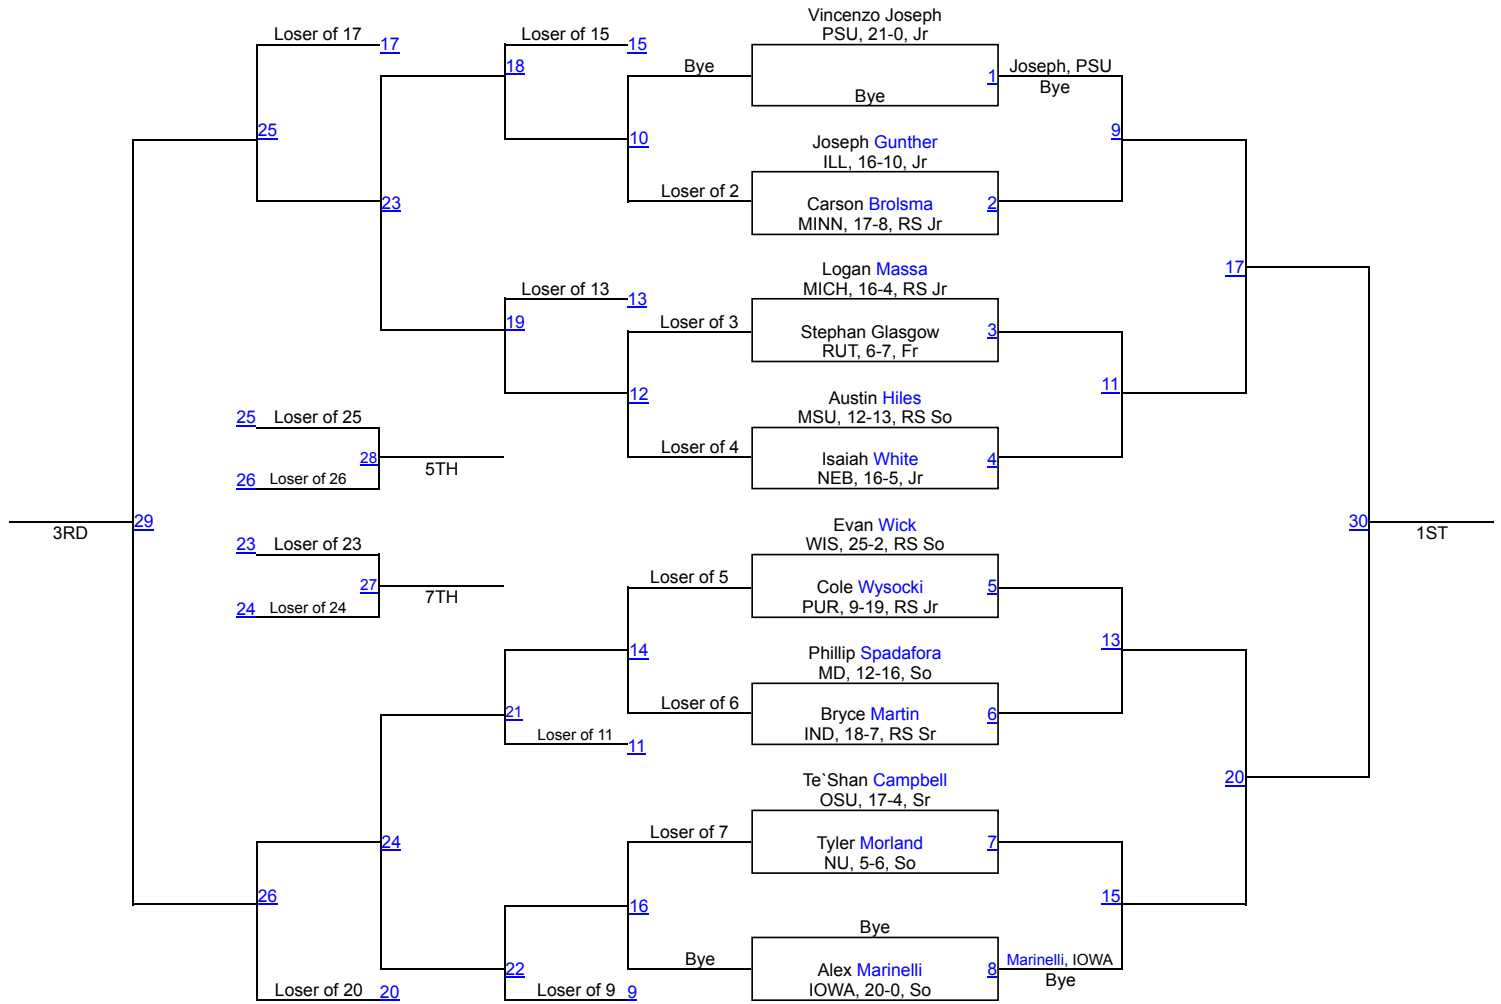 Vincenzo Joseph
PSU, 21-0, Jr
Loser of 17
17
Loser of 15
15
18
Bye
Bye
1
Joseph, PSU
Bye
25
10
9
Joseph Gunther
ILL, 16-10, Jr
Loser of 2
23
Carson Brolsma
MINN, 17-8, RS Jr
2
Logan Massa
MICH, 16-4, RS Jr
17
Loser of 13
13
19
Loser of 3
Stephan Glasgow
RUT, 6-7, Fr
3
12
11
Austin Hiles
MSU, 12-13, RS So
25
Loser of 25
Loser of 4
Isaiah White
NEB, 16-5, Jr
4
28
5TH
26
Loser of 26
3RD
29
Evan Wick
WIS, 25-2, RS So
30
1ST
23
Loser of 23
27
7TH
24
Loser of 24
Loser of 5
Cole Wysocki
PUR, 9-19, RS Jr
5
14
13
Phillip Spadafora
MD, 12-16, So
Loser of 6
Bryce Martin
IND, 18-7, RS Sr
6
21
Loser of 11
11
Te`Shan Campbell
OSU, 17-4, Sr
20
24
Loser of 7
Tyler Morland
NU, 5-6, So
7
26
16
15
Bye
Bye
Alex Marinelli
IOWA, 20-0, So
8
Marinelli, IOWA
Bye
22
Loser of 20
20
Loser of 9
9